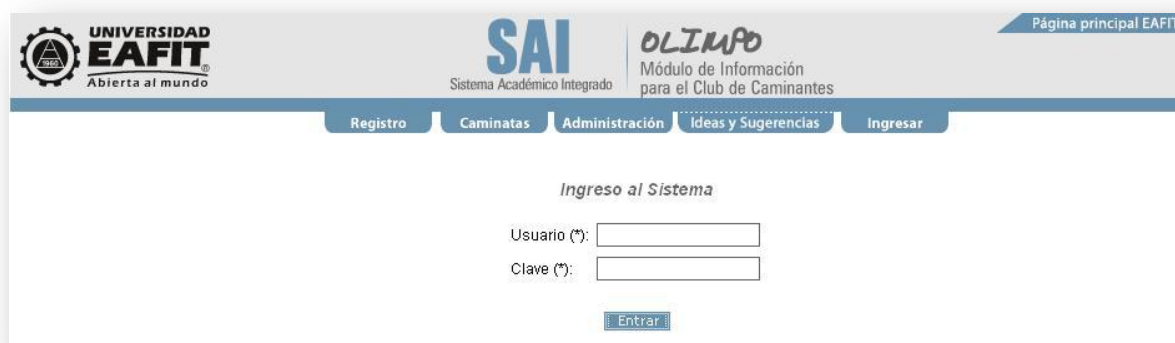 UNIVERSIDAD
EAFIT®
Abierta al mundo
1960
SAI
Sistema Académico Integrado
OLIMPO
Módulo de Información
para el Club de Caminantes
Página principal EAFIT
Registro Caminatas Administración Ideas y Sugerencias Ingresar
Ingreso al Sistema
Usuario (*):
Clave (*):
Entrar